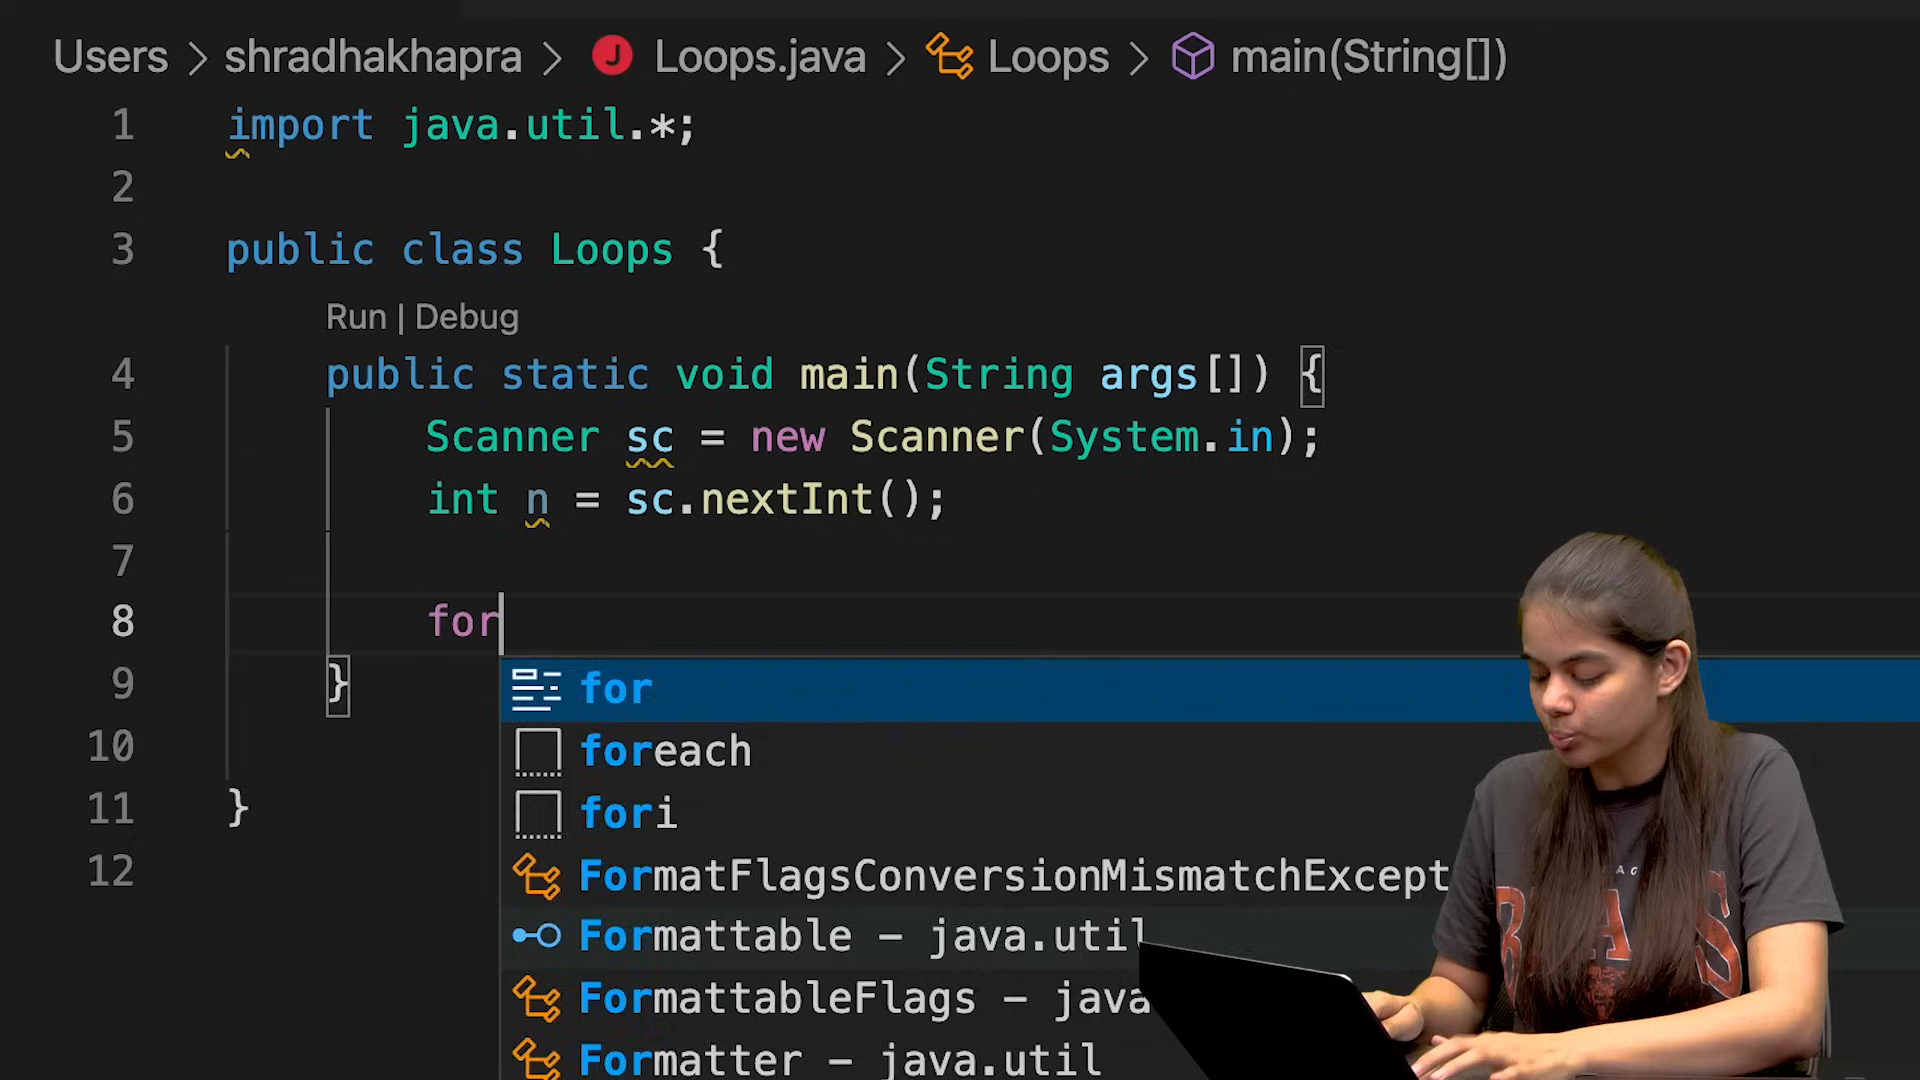 Users > shradhakhapra > J Loops.java > Loops > main(String[])
1 import java.util.*;
2
3 public class Loops {
Run | Debug
4 public static void main(String args[]) {
5 Scanner sc = new Scanner(System.in);
6 int n = sc.nextInt();
7
8 for
9 }
10
11 }
12
for
foreach
fori
FormatFlagsConversionMismatchExcept
Formattable – java.util
FormattableFlags – java
Formatter – java.util